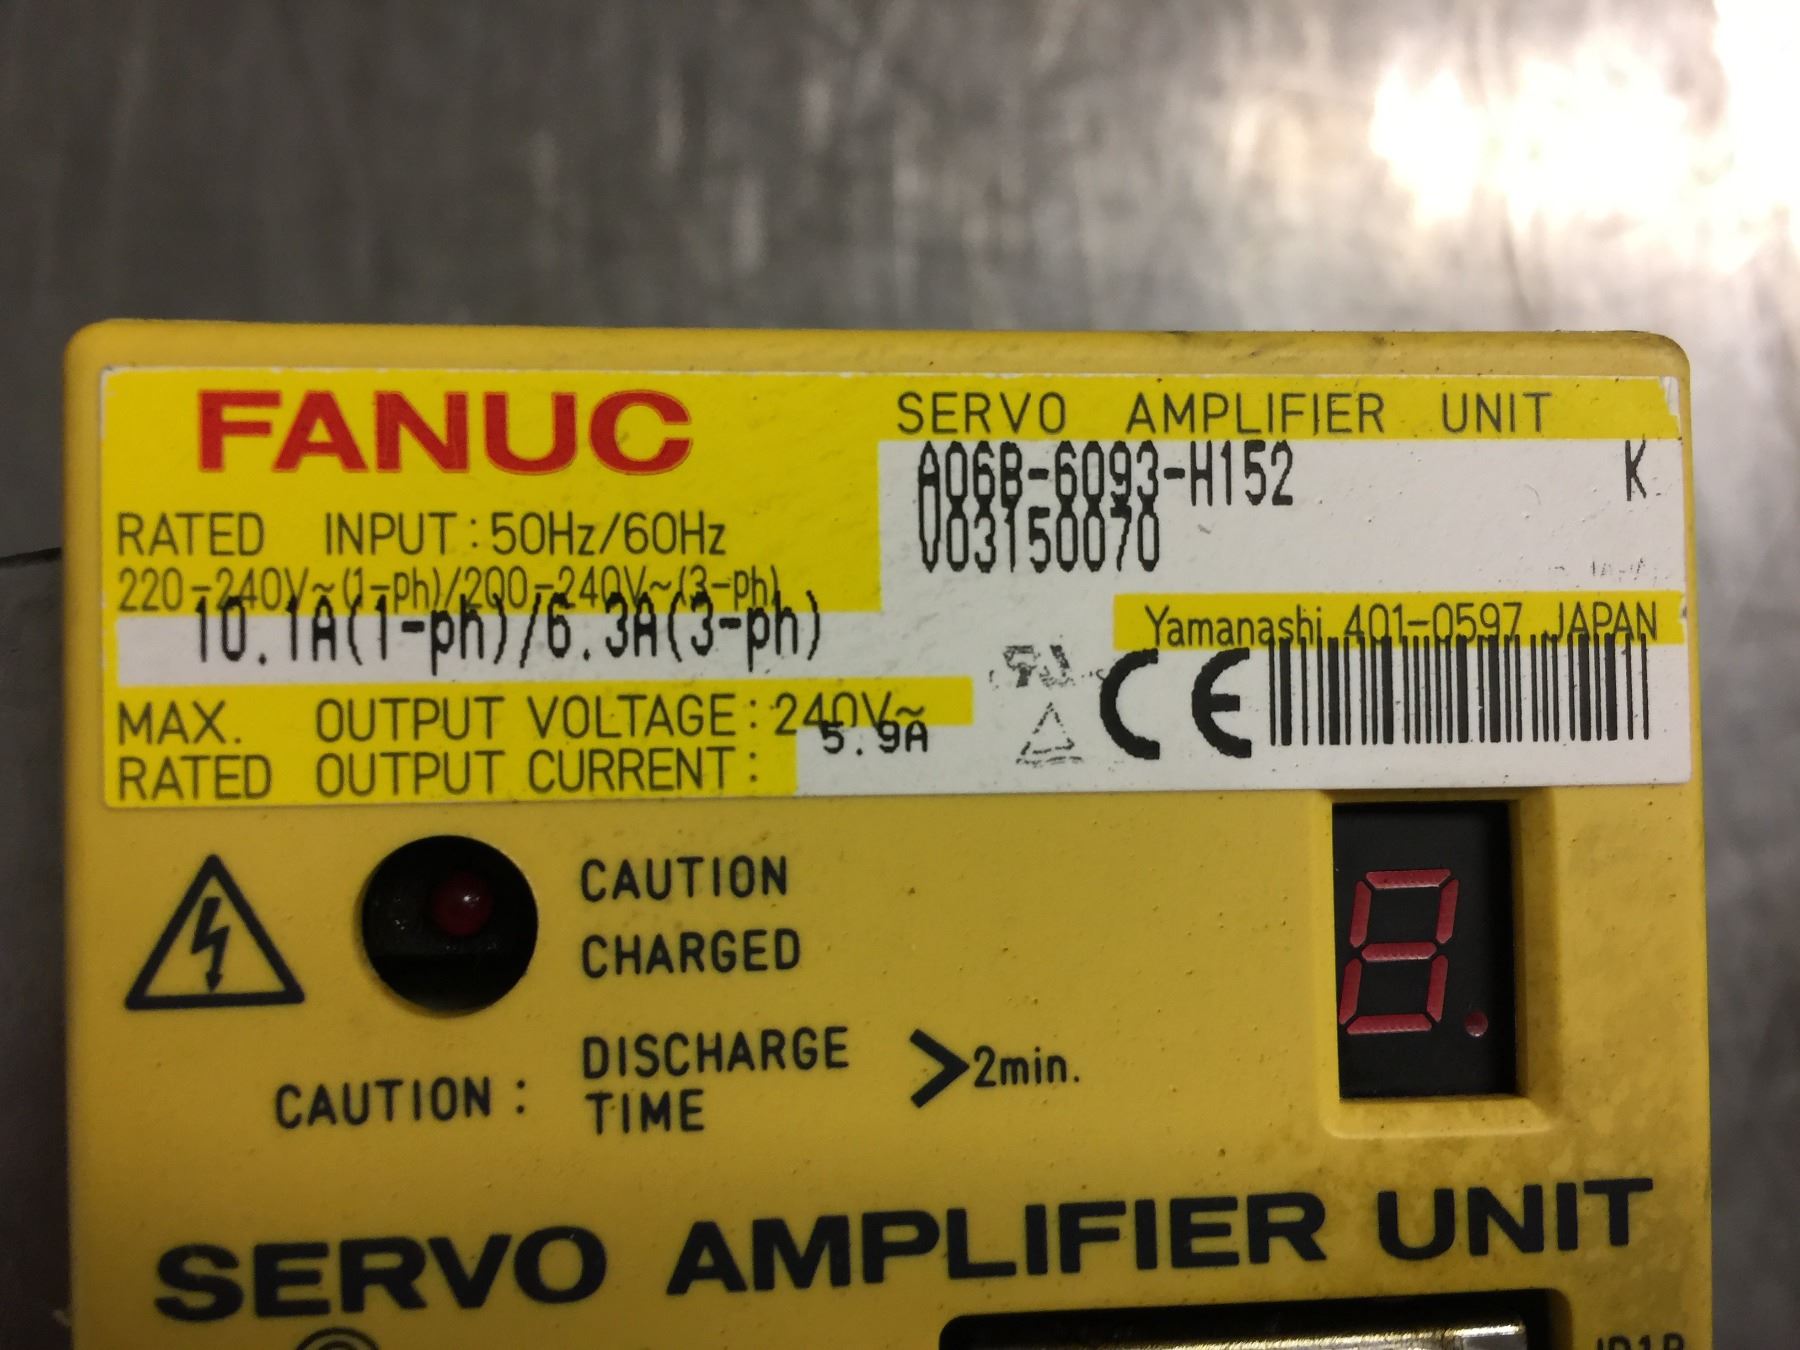 FANUC
SERVO AMPLIFIER UNIT
A06B-6093-H152 K
V03150070
RATED INPUT: 50Hz/60Hz
220-240V~(1-Ph)/200-240V~(3-Ph)
10.1A(1-ph)/6.3A(3-ph)
Yamanashi 401-0597 JAPAN
CE
MAX. OUTPUT VOLTAGE: 240V~
RATED OUTPUT CURRENT: 5.9A
CAUTION
CHARGED
8.
CAUTION: DISCHARGE
TIME >2min.
SERVO AMPLIFIER UNIT